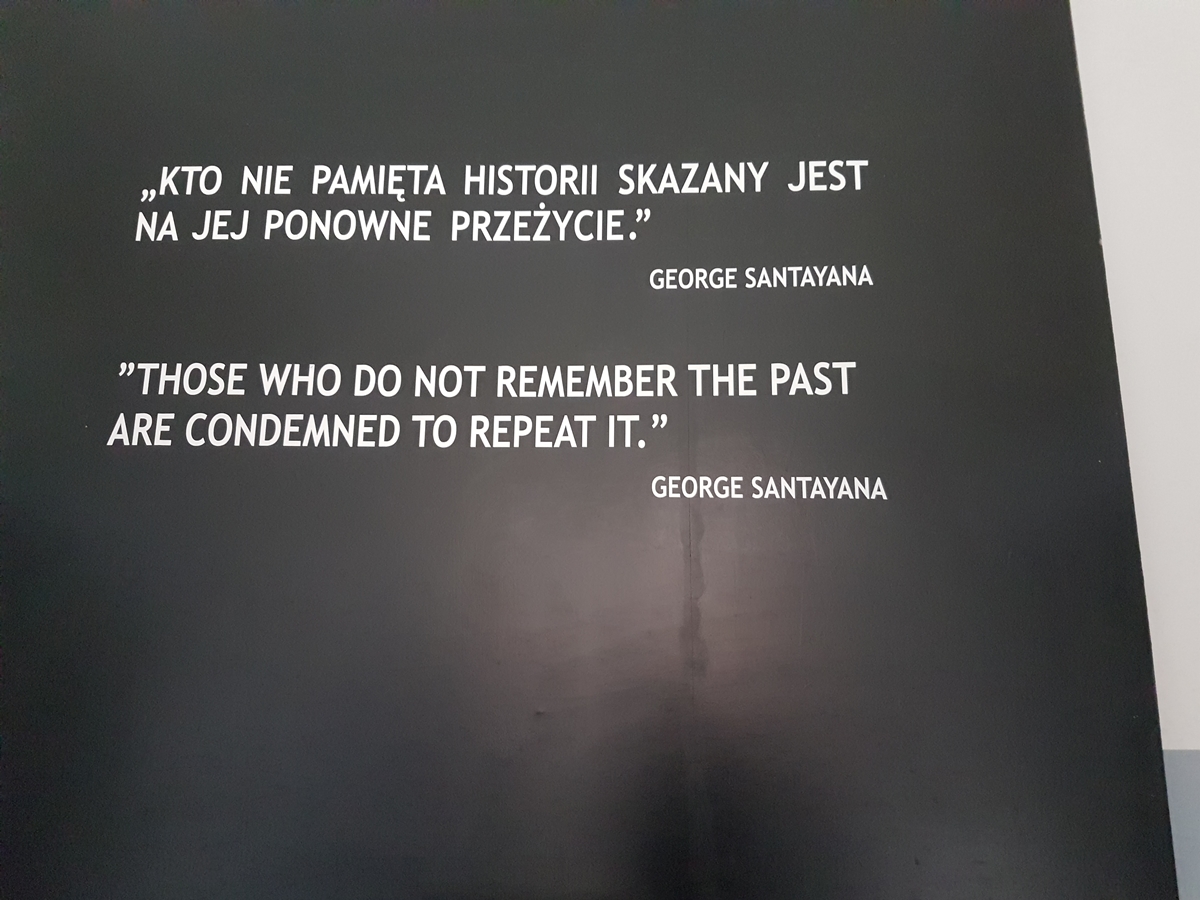 „KTO NIE PAMIĘTA HISTORII SKAZANY JEST
NA JEJ PONOWNE PRZEŻYCIE.”
GEORGE SANTAYANA
”THOSE WHO DO NOT REMEMBER THE PAST
ARE CONDEMNED TO REPEAT IT.”
GEORGE SANTAYANA